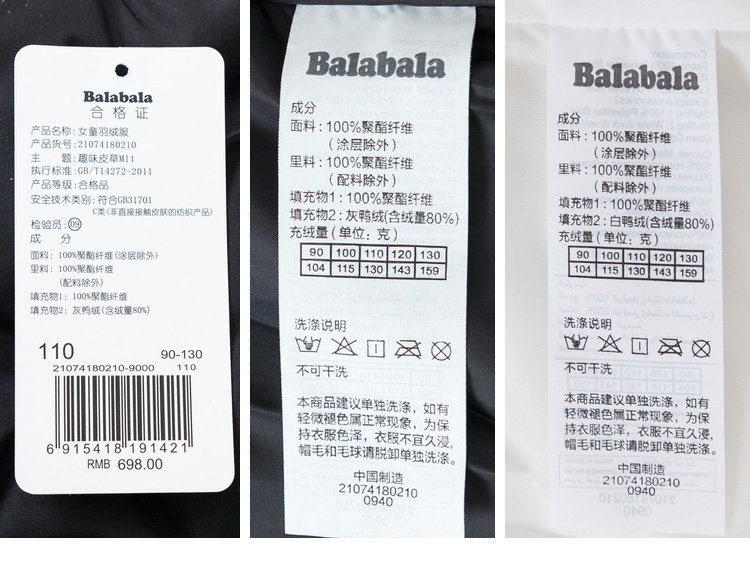 Balabala
合格证
产品名称:女童羽绒服
产品货号:21074180210
主 题:趣味皮草M11
执行标准:GB/T14272-2011
产品等级:合格品
安全技术类别:符合GB31701
C类(非直接接触皮肤的纺织产品)
检验员:09
成 分
面料: 100%聚酯纤维(涂层除外)
里料: 100%聚酯纤维
(配料除外)
填充物1: 100%聚酯纤维
填充物2: 灰鸭绒(含绒量80%)
110 90-130
21074180210-9000 110
6 915418 191421
RMB 698.00
Balabala
成分
面料:100%聚酯纤维
(涂层除外)
里料:100%聚酯纤维
(配料除外)
填充物1:100%聚酯纤维
填充物2:灰鸭绒(含绒量80%)
充绒量(单位:克)
90 100 110 120 130
104 115 130 143 159
洗涤说明
不可干洗
本商品建议单独洗涤,如有
轻微褪色属正常现象,为保
持衣服色泽,衣服不宜久浸,
帽毛和毛球请脱卸单独洗涤。
中国制造
21074180210
0940
Balabala
成分
面料:100%聚酯纤维
(涂层除外)
里料:100%聚酯纤维
(配料除外)
填充物1:100%聚酯纤维
填充物2:白鸭绒(含绒量80%)
充绒量(单位:克)
90 100 110 120 130
104 115 130 143 159
洗涤说明
不可干洗
本商品建议单独洗涤,如有
轻微褪色属正常现象,为保
持衣服色泽,衣服不宜久浸,
帽毛和毛球请脱卸单独洗涤。
中国制造
21074180210
0940